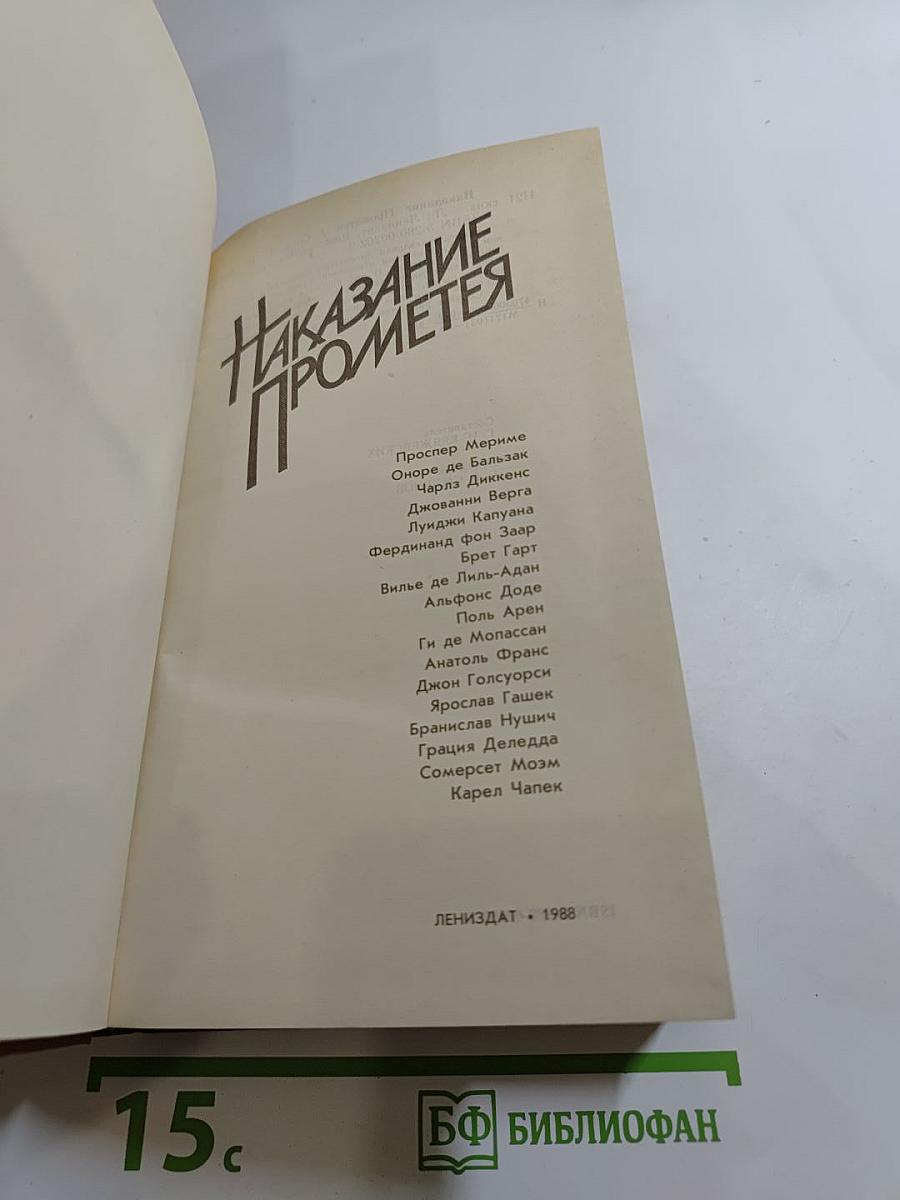 НАКАЗАНИЕ
ПРОМЕТЕЯ
Проспер Мериме
Оноре де Бальзак
Чарлз Диккенс
Джованни Верга
Луиджи Капуана
Фердинанд фон Заар
Брет Гарт
Вилье де Лиль-Адан
Альфонс Доде
Поль Арен
Ги де Мопассан
Анатоль Франс
Джон Голсуорси
Ярослав Гашек
Бранислав Нушич
Грация Деледда
Сомерсет Моэм
Карел Чапек
ЛЕНИЗДАТ • 1988
15 с
БФ БИБЛИОФАН